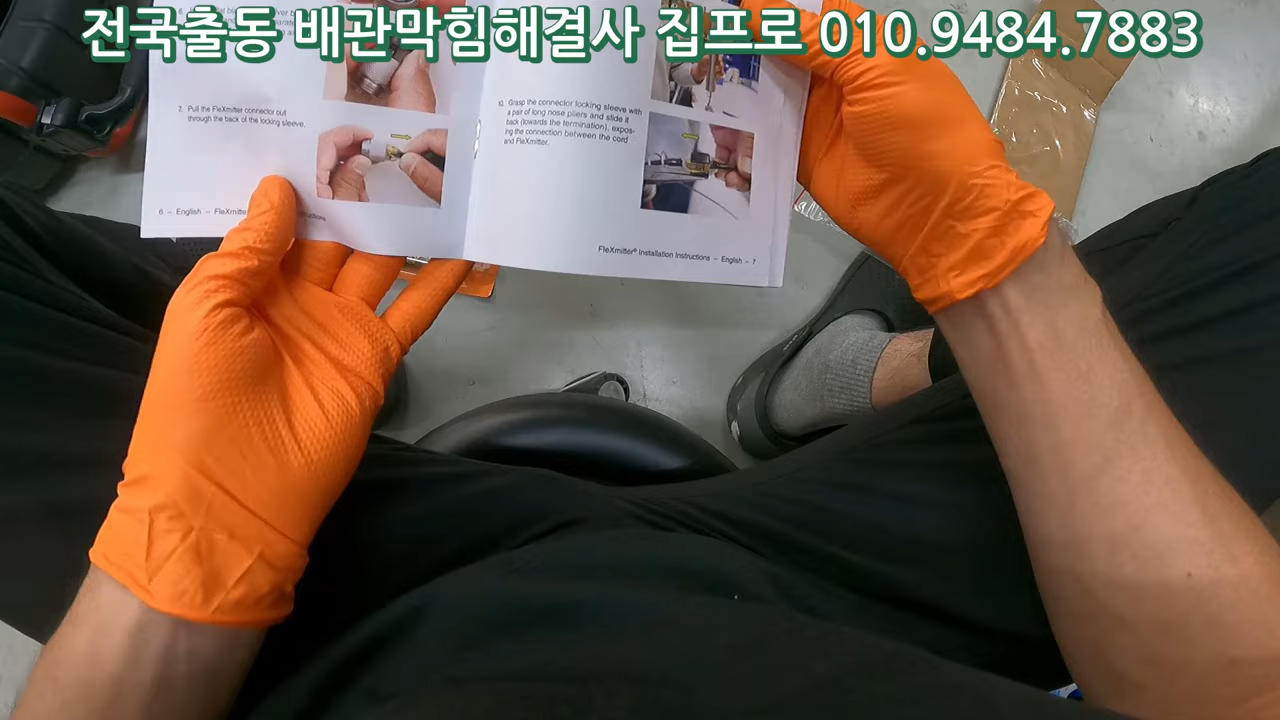 전국출동 배관막힘해결사 집프로 010.9484.7883
7. Pull the FleXmitter connector out
through the back of the locking sleeve.
6 – English – FleXmitter
10. Grasp the connector locking sleeve with
a pair of long nose pliers and slide it
back (towards the termination), expos-
ing the connection between the cord
and FleXmitter.
FleXmitter® Installation Instructions – English – 7